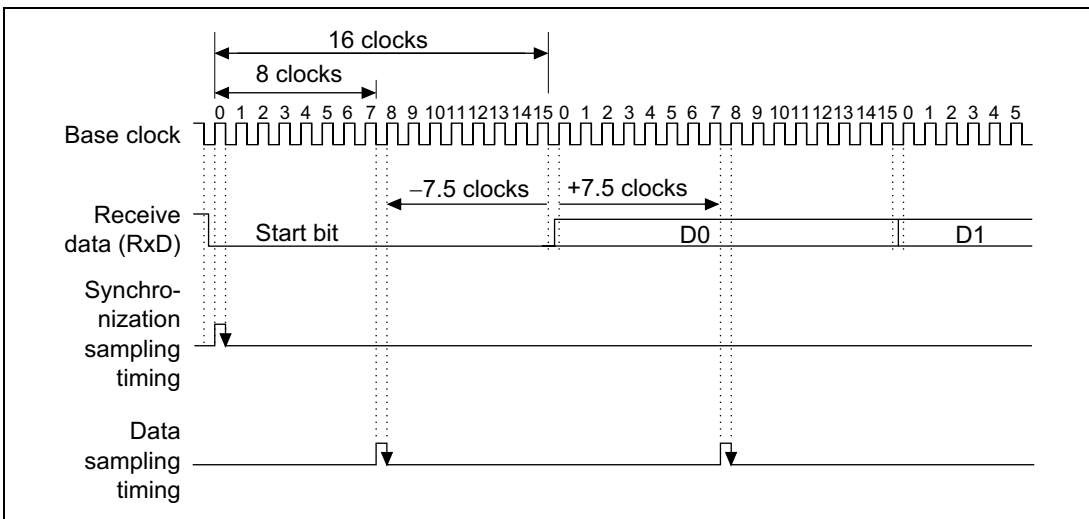 16 clocks
8 clocks
0 1 2 3 4 5 6 7 8 9 10 11 12 13 14 15 0 1 2 3 4 5 6 7 8 9 10 11 12 13 14 15 0 1 2 3 4 5
Base clock
−7.5 clocks +7.5 clocks
Receive
data (RxD)
Start bit D0 D1
Synchro-
nization
sampling
timing
Data
sampling
timing